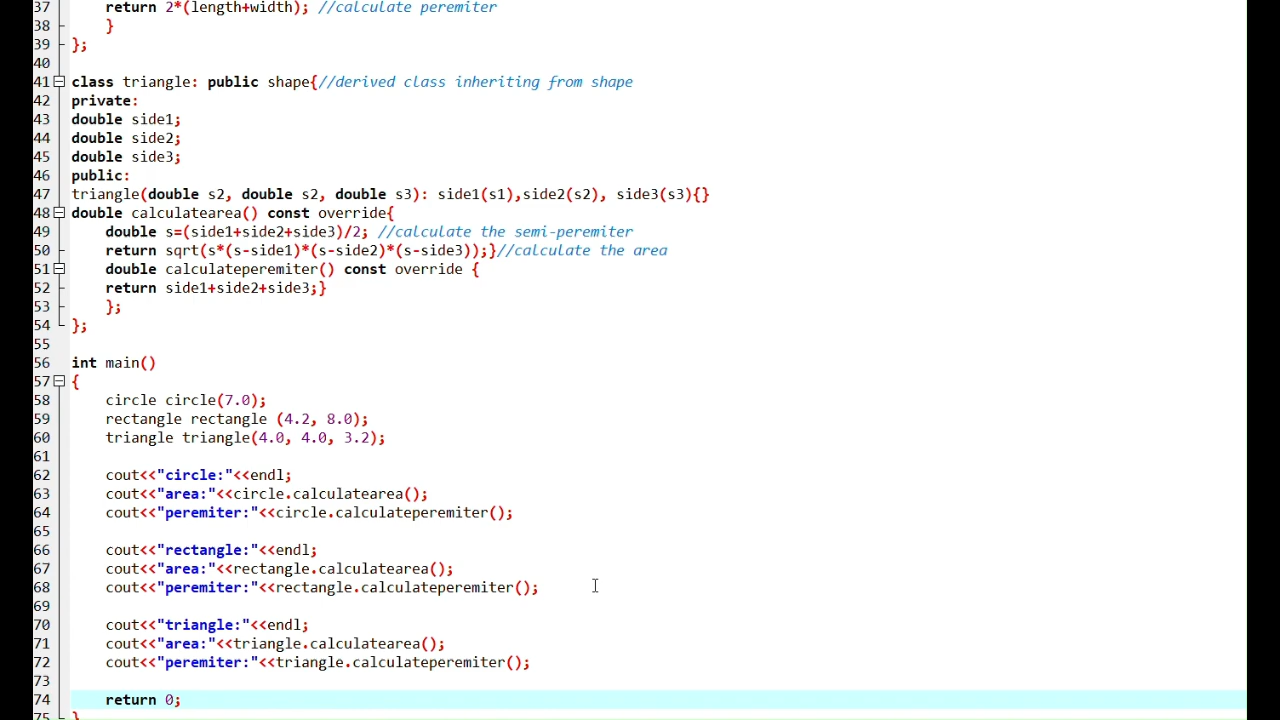 37 return 2*(length+width); //calculate peremiter
38 }
39 };
40
41 class triangle: public shape{//derived class inheriting from shape
42 private:
43 double side1;
44 double side2;
45 double side3;
46 public:
47 triangle(double s2, double s2, double s3): side1(s1),side2(s2), side3(s3){}
48 double calculatearea() const override{
49 double s=(side1+side2+side3)/2; //calculate the semi-peremiter
50 return sqrt(s*(s-side1)*(s-side2)*(s-side3));}//calculate the area
51 double calculateperemiter() const override {
52 return side1+side2+side3;}
53 };
54 };
55
56 int main()
57 {
58 circle circle(7.0);
59 rectangle rectangle (4.2, 8.0);
60 triangle triangle(4.0, 4.0, 3.2);
61
62 cout<<"circle:"<<endl;
63 cout<<"area:"<<circle.calculatearea();
64 cout<<"peremiter:"<<circle.calculateperemiter();
65
66 cout<<"rectangle:"<<endl;
67 cout<<"area:"<<rectangle.calculatearea();
68 cout<<"peremiter:"<<rectangle.calculateperemiter();
69
70 cout<<"triangle:"<<endl;
71 cout<<"area:"<<triangle.calculatearea();
72 cout<<"peremiter:"<<triangle.calculateperemiter();
73
74 return 0;
75 }